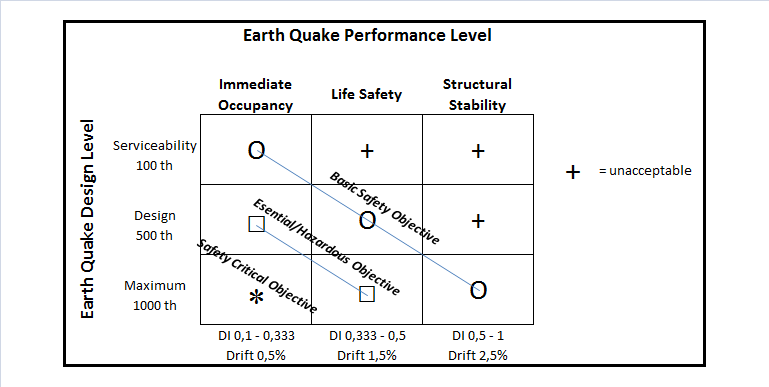 Earth Quake Performance Level
Immediate
Occupancy
Life Safety
Structural
Stability
Earth Quake Design Level
Serviceability
100 th
O
+
+
Basic Safety Objective
Design
500 th
□
O
+
Esential/Hazardous Objective
Maximum
1000 th
*
□
O
Safety Critical Objective
DI 0,1 - 0,333
Drift 0,5%
DI 0,333 - 0,5
Drift 1,5%
DI 0,5 - 1
Drift 2,5%
+ = unacceptable